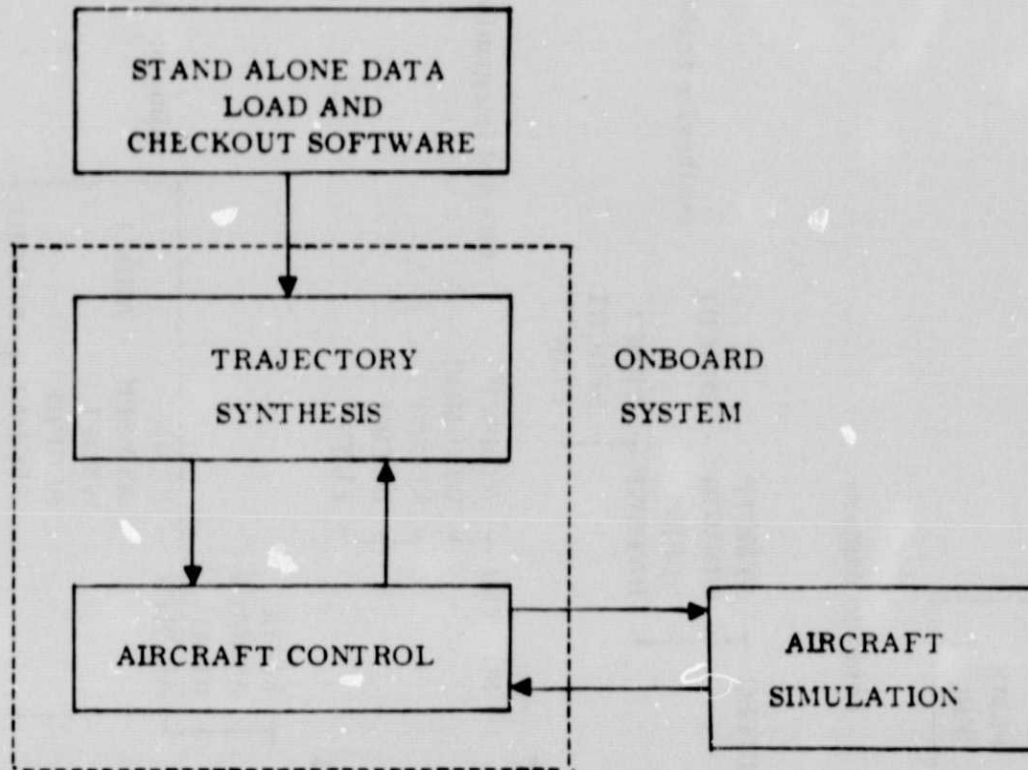 STAND ALONE DATA
LOAD AND
CHECKOUT SOFTWARE
TRAJECTORY
SYNTHESIS
ONBOARD
SYSTEM
AIRCRAFT CONTROL
AIRCRAFT
SIMULATION